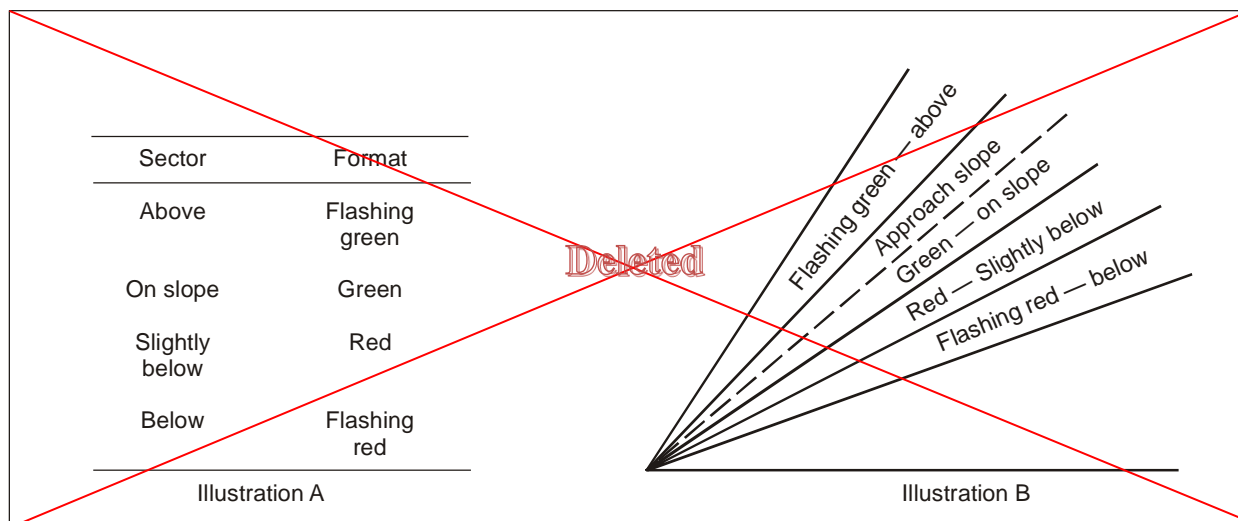 Sector Format
Above Flashing
green
On slope Green
Slightly Red
below
Below Flashing
red
Illustration A
Deleted
Flashing green — above
Approach slope
Green — on slope
Red — Slightly below
Flashing red — below
Illustration B